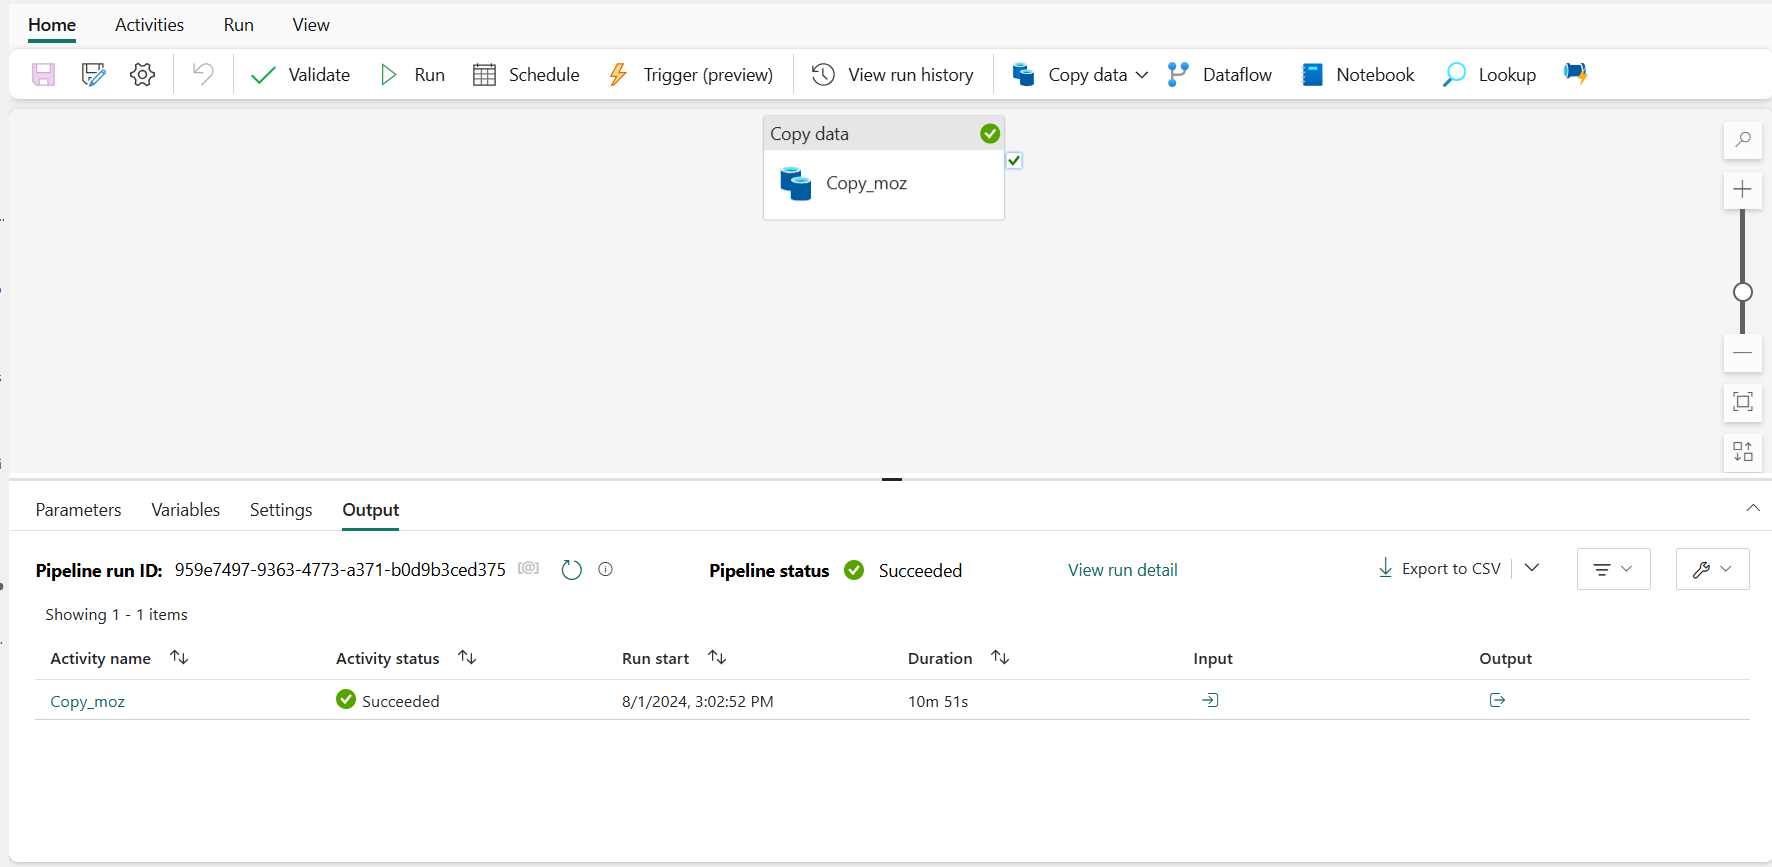 Home Activities Run View
Validate Run Schedule Trigger (preview) View run history Copy data Dataflow Notebook Lookup
Copy data
Copy_moz
Parameters Variables Settings Output
Pipeline run ID: 959e7497-9363-4773-a371-b0d9b3ced375 [@] Pipeline status Succeeded View run detail Export to CSV
Showing 1 - 1 items
Activity name Activity status Run start Duration Input Output
Copy_moz Succeeded 8/1/2024, 3:02:52 PM 10m 51s